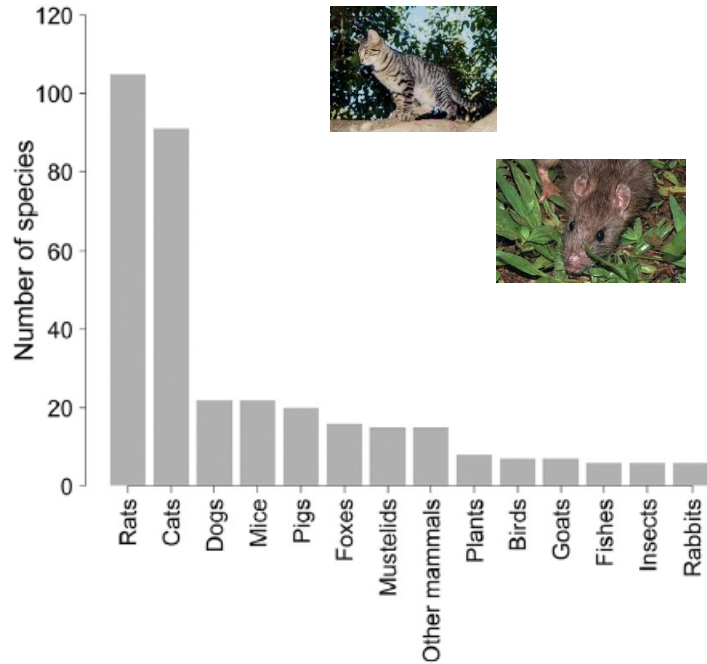 120
100
80
60
40
20
0
Number of species
Rats
Cats
Dogs
Mice
Pigs
Foxes
Mustelids
Other mammals
Plants
Birds
Goats
Fishes
Insects
Rabbits